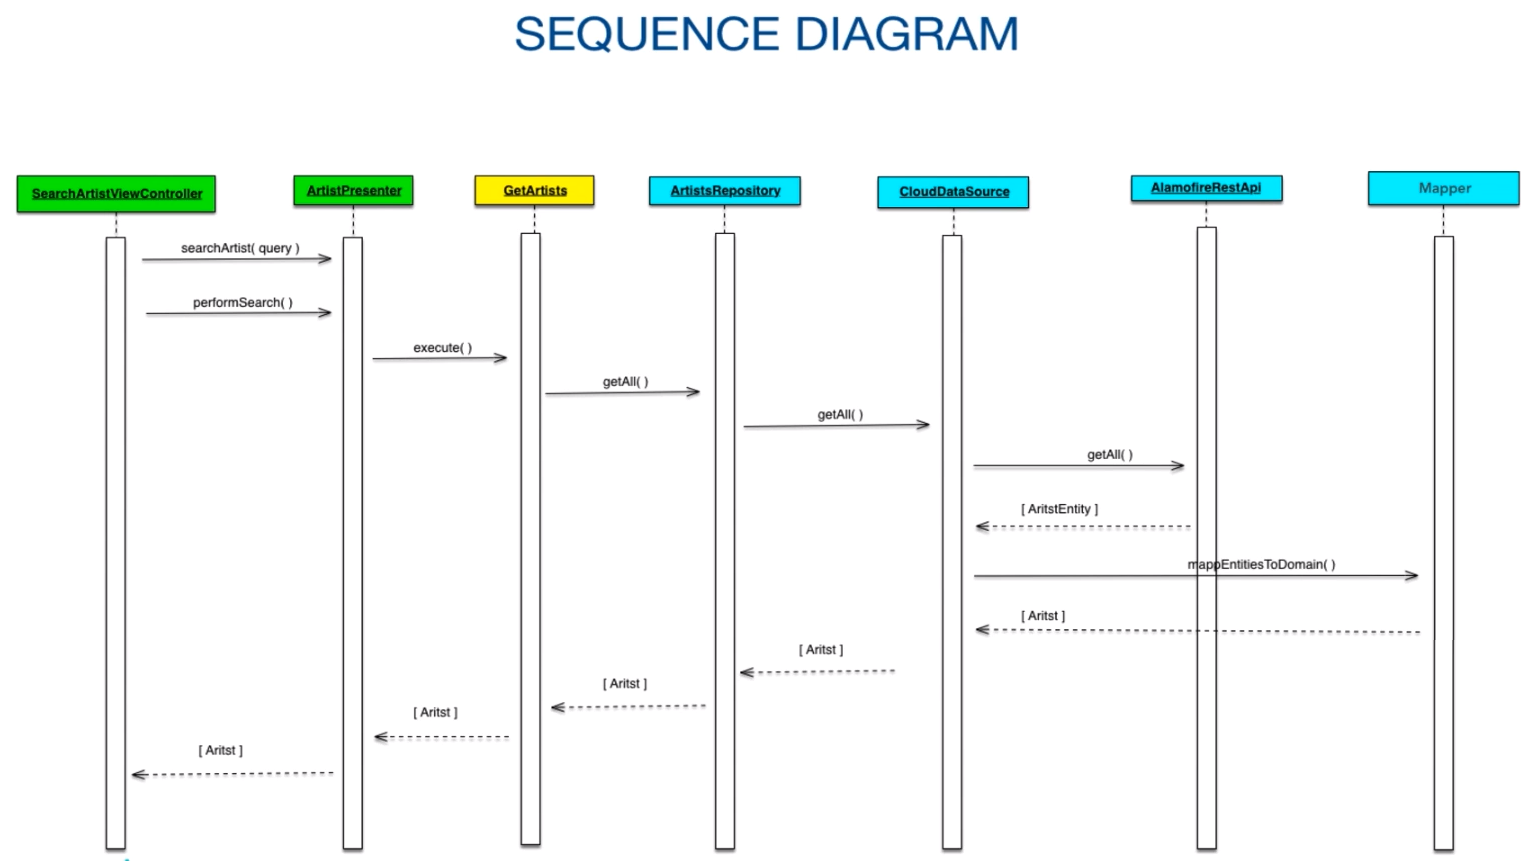 SEQUENCE DIAGRAM
SearchArtistViewController
ArtistPresenter
GetArtists
ArtistsRepository
CloudDataSource
AlamofireRestApi
Mapper
searchArtist( query )
performSearch( )
execute( )
getAll( )
getAll( )
getAll( )
[ AritstEntity ]
mappEntitiesToDomain( )
[ Aritst ]
[ Aritst ]
[ Aritst ]
[ Aritst ]
[ Aritst ]